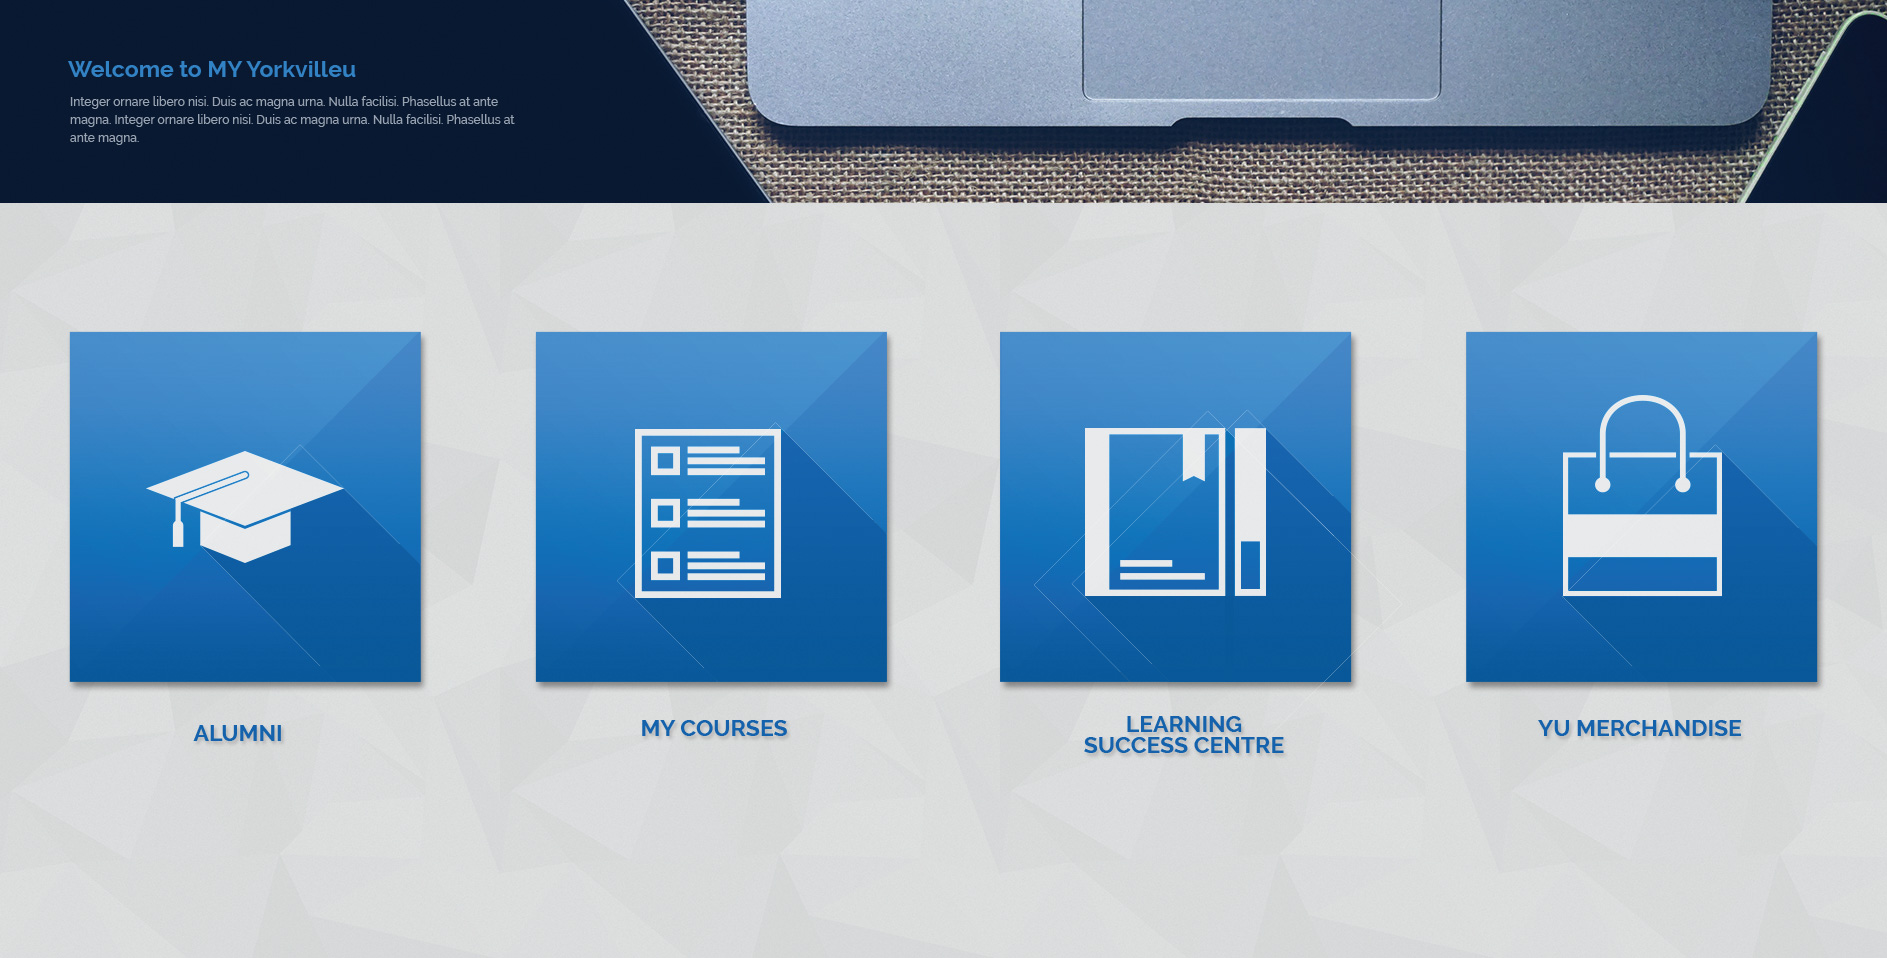 Welcome to MY Yorkvilleu
Integer ornare libero nisi. Duis ac magna urna. Nulla facilisi. Phasellus at ante
magna. Integer ornare libero nisi. Duis ac magna urna. Nulla facilisi. Phasellus at
ante magna.
ALUMNI
MY COURSES
LEARNING
SUCCESS CENTRE
YU MERCHANDISE